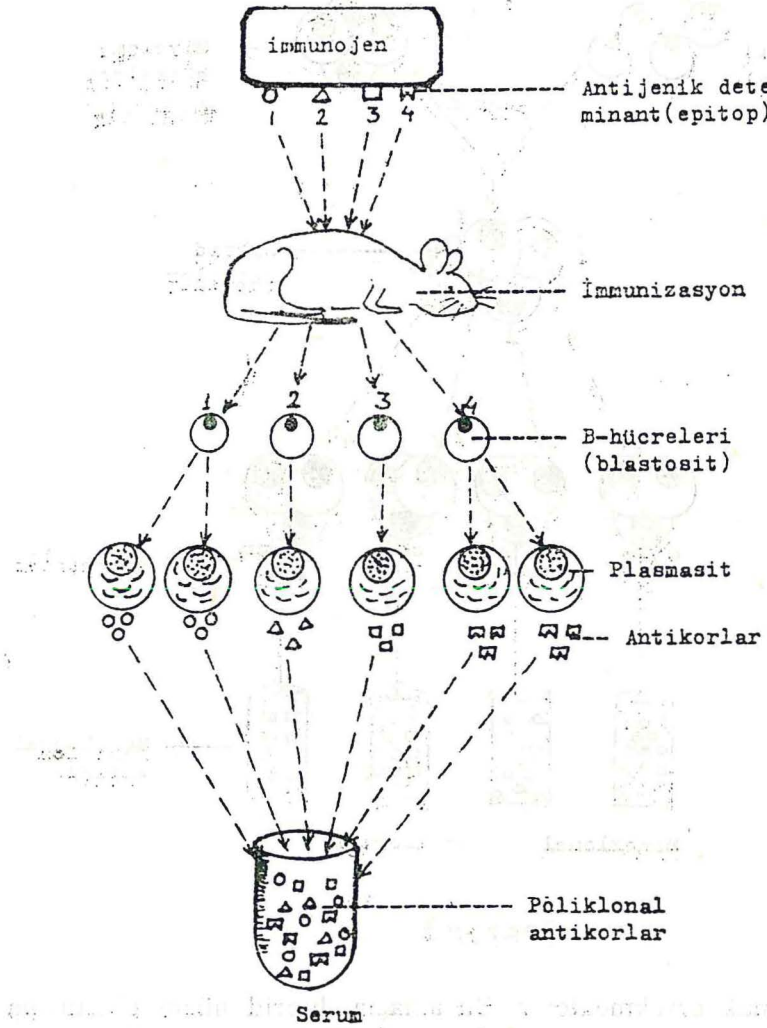 immunojen
Antijenik dete
minant(epitop)
1 2 3 4
İmmunizasyon
1 2 3 4
B-hücreleri
(blastosit)
Plasmasit
Antikorlar
Poliklonal
antikorlar
Serum